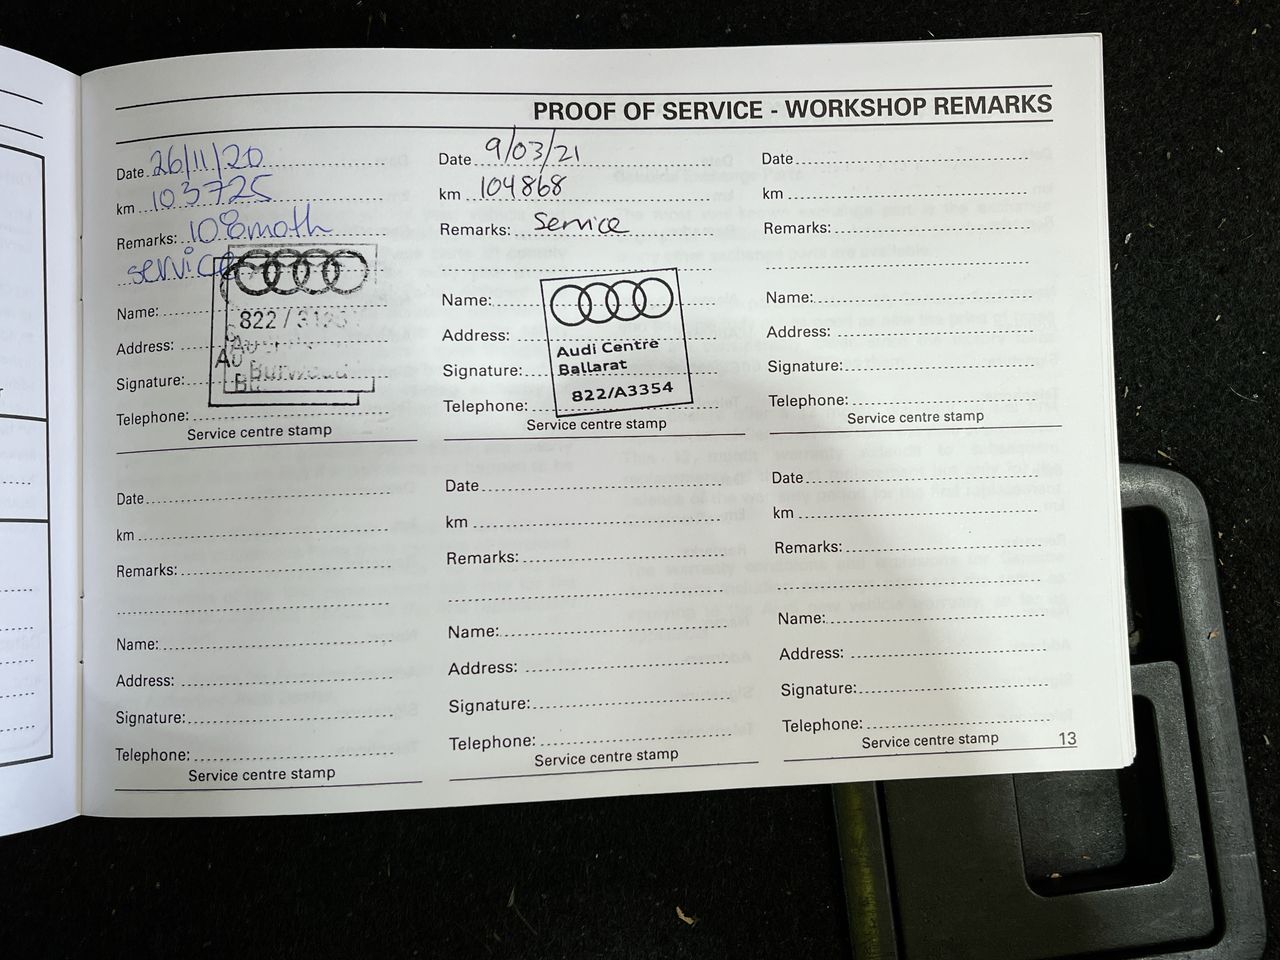 PROOF OF SERVICE - WORKSHOP REMARKS
Date 26/11/20
km 103725
Remarks: 108 moth
service
Name:
822 /
Address:
Au
Signature:
Burwood
Telephone:
Service centre stamp
Date 9/03/21
km 104868
Remarks: Service
Name:
Address:
Audi Centre
Signature:
Ballarat
822/A3354
Telephone:
Service centre stamp
Date
km
Remarks:
Name:
Address:
Signature:
Telephone:
Service centre stamp
Date
km
Remarks:
Name:
Address:
Signature:
Telephone:
Service centre stamp
Date
km
Remarks:
Name:
Address:
Signature:
Telephone:
Service centre stamp
Date
km
Remarks:
Name:
Address:
Signature:
Telephone:
Service centre stamp
13